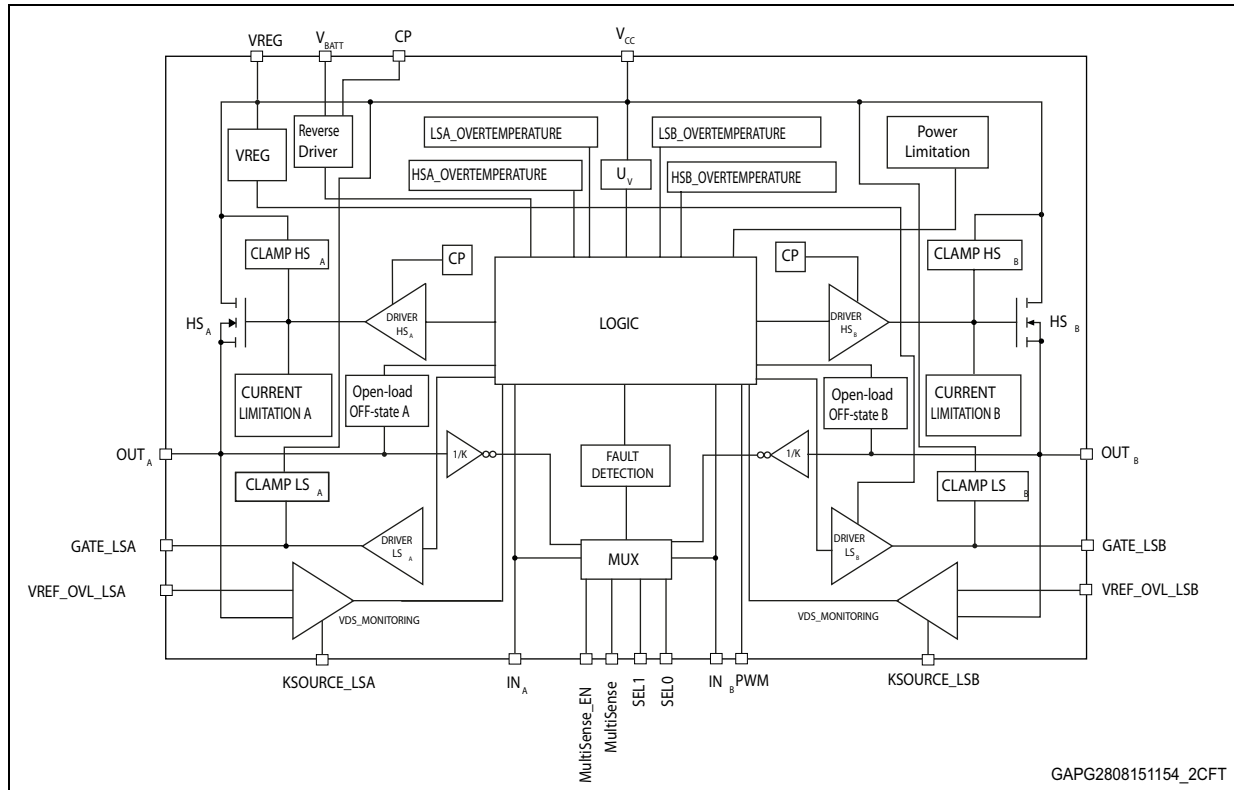 VREG
VBATT
CP
VCC
VREG
Reverse
Driver
LSA_OVERTEMPERATURE
HSA_OVERTEMPERATURE
UV
LSB_OVERTEMPERATURE
HSB_OVERTEMPERATURE
Power
Limitation
CLAMP HSA
CP
CP
CLAMP HSB
HSA
DRIVER
HSA
LOGIC
DRIVER
HSB
HSB
CURRENT
LIMITATION A
Open-load
OFF-state A
Open-load
OFF-state B
CURRENT
LIMITATION B
OUTA
1/K
FAULT
DETECTION
1/K
OUTB
CLAMP LSA
CLAMP LSB
GATE_LSA
DRIVER
LSA
MUX
DRIVER
LSB
GATE_LSB
VREF_OVL_LSA
VDS_MONITORING
VDS_MONITORING
VREF_OVL_LSB
KSOURCE_LSA
INA
MultiSense_EN
MultiSense
SEL1
SEL0
INB
PWM
KSOURCE_LSB
GAPG2808151154_2CFT